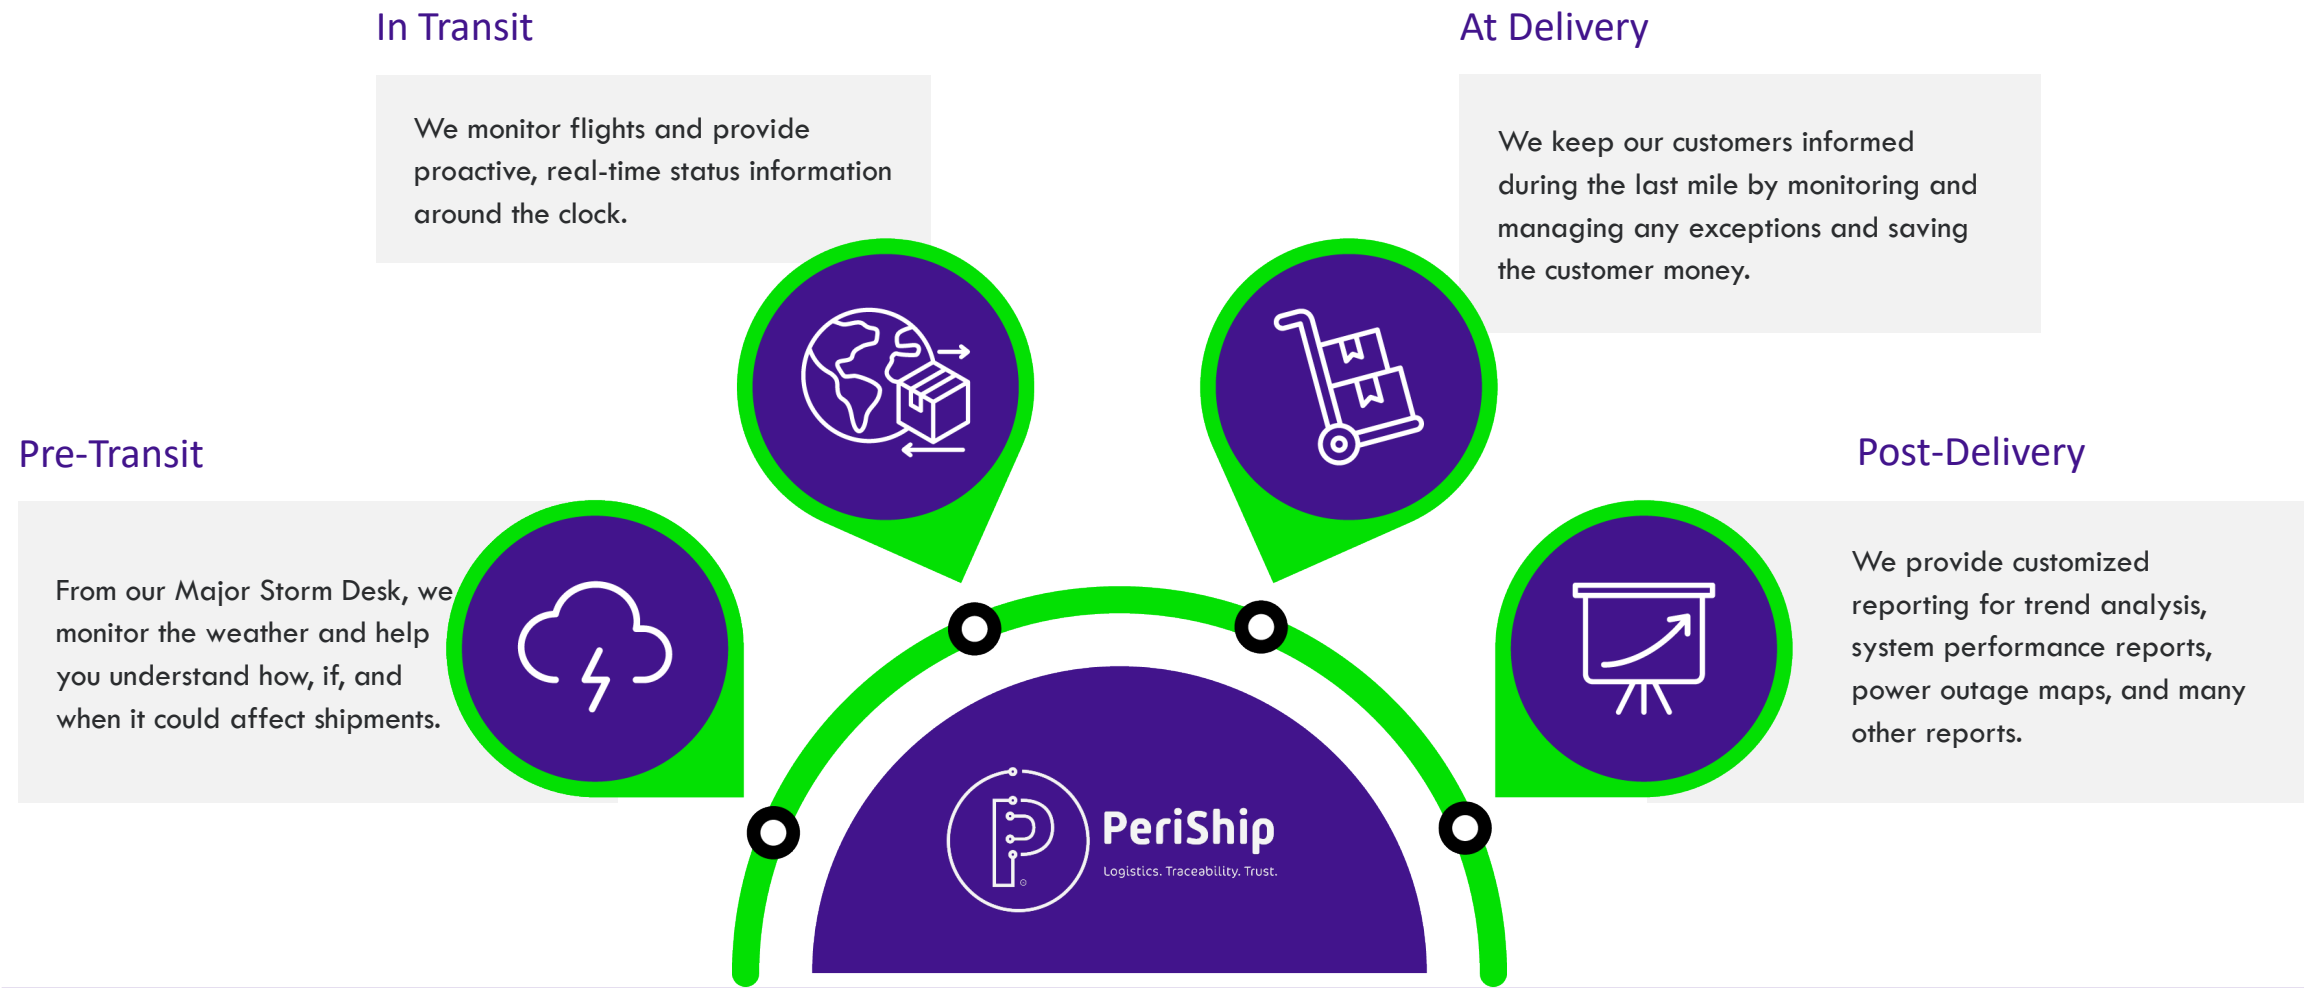 In Transit
We monitor flights and provide
proactive, real-time status information
around the clock.
At Delivery
We keep our customers informed
during the last mile by monitoring and
managing any exceptions and saving
the customer money.
Pre-Transit
From our Major Storm Desk, we
monitor the weather and help
you understand how, if, and
when it could affect shipments.
Post-Delivery
We provide customized
reporting for trend analysis,
system performance reports,
power outage maps, and many
other reports.
PeriShip
Logistics. Traceability. Trust.